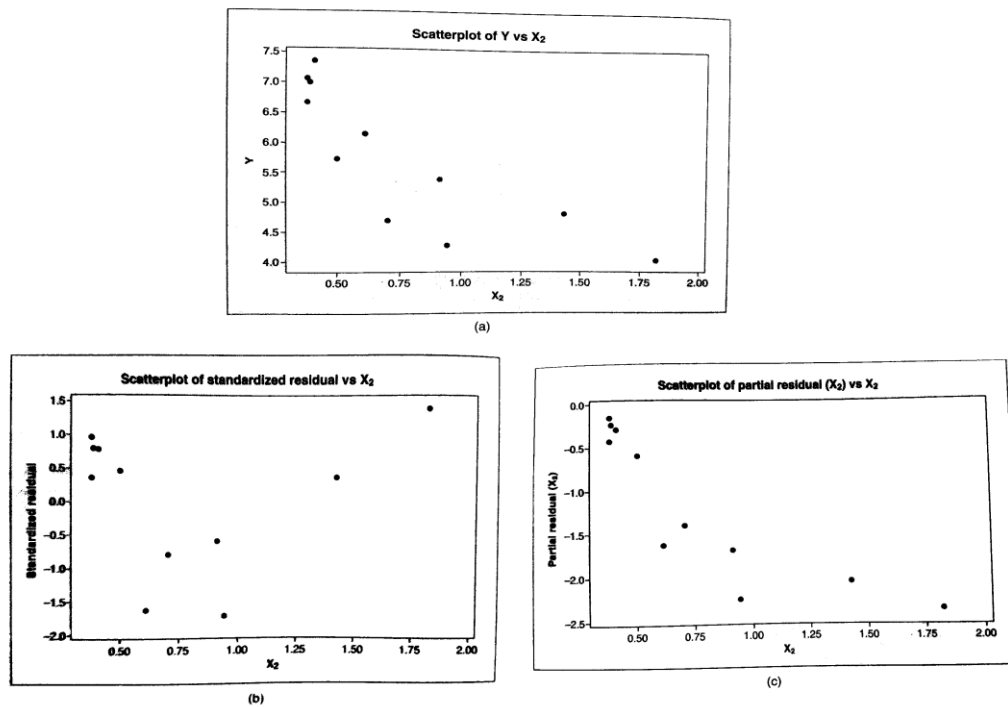 Scatterplot of Y vs X₂
7.5
7.0
6.5
6.0
5.5
5.0
4.5
4.0
Y
0.50 0.75 1.00 1.25 1.50 1.75 2.00
X₂
(a)
Scatterplot of standardized residual vs X₂
1.5
1.0
0.5
0.0
−0.5
−1.0
−1.5
−2.0
Standardized residual
0.50 0.75 1.00 1.25 1.50 1.75 2.00
X₂
(b)
Scatterplot of partial residual (X₂) vs X₂
0.0
−0.5
−1.0
−1.5
−2.0
−2.5
Partial residual (X₂)
0.50 0.75 1.00 1.25 1.50 1.75 2.00
X₂
(c)